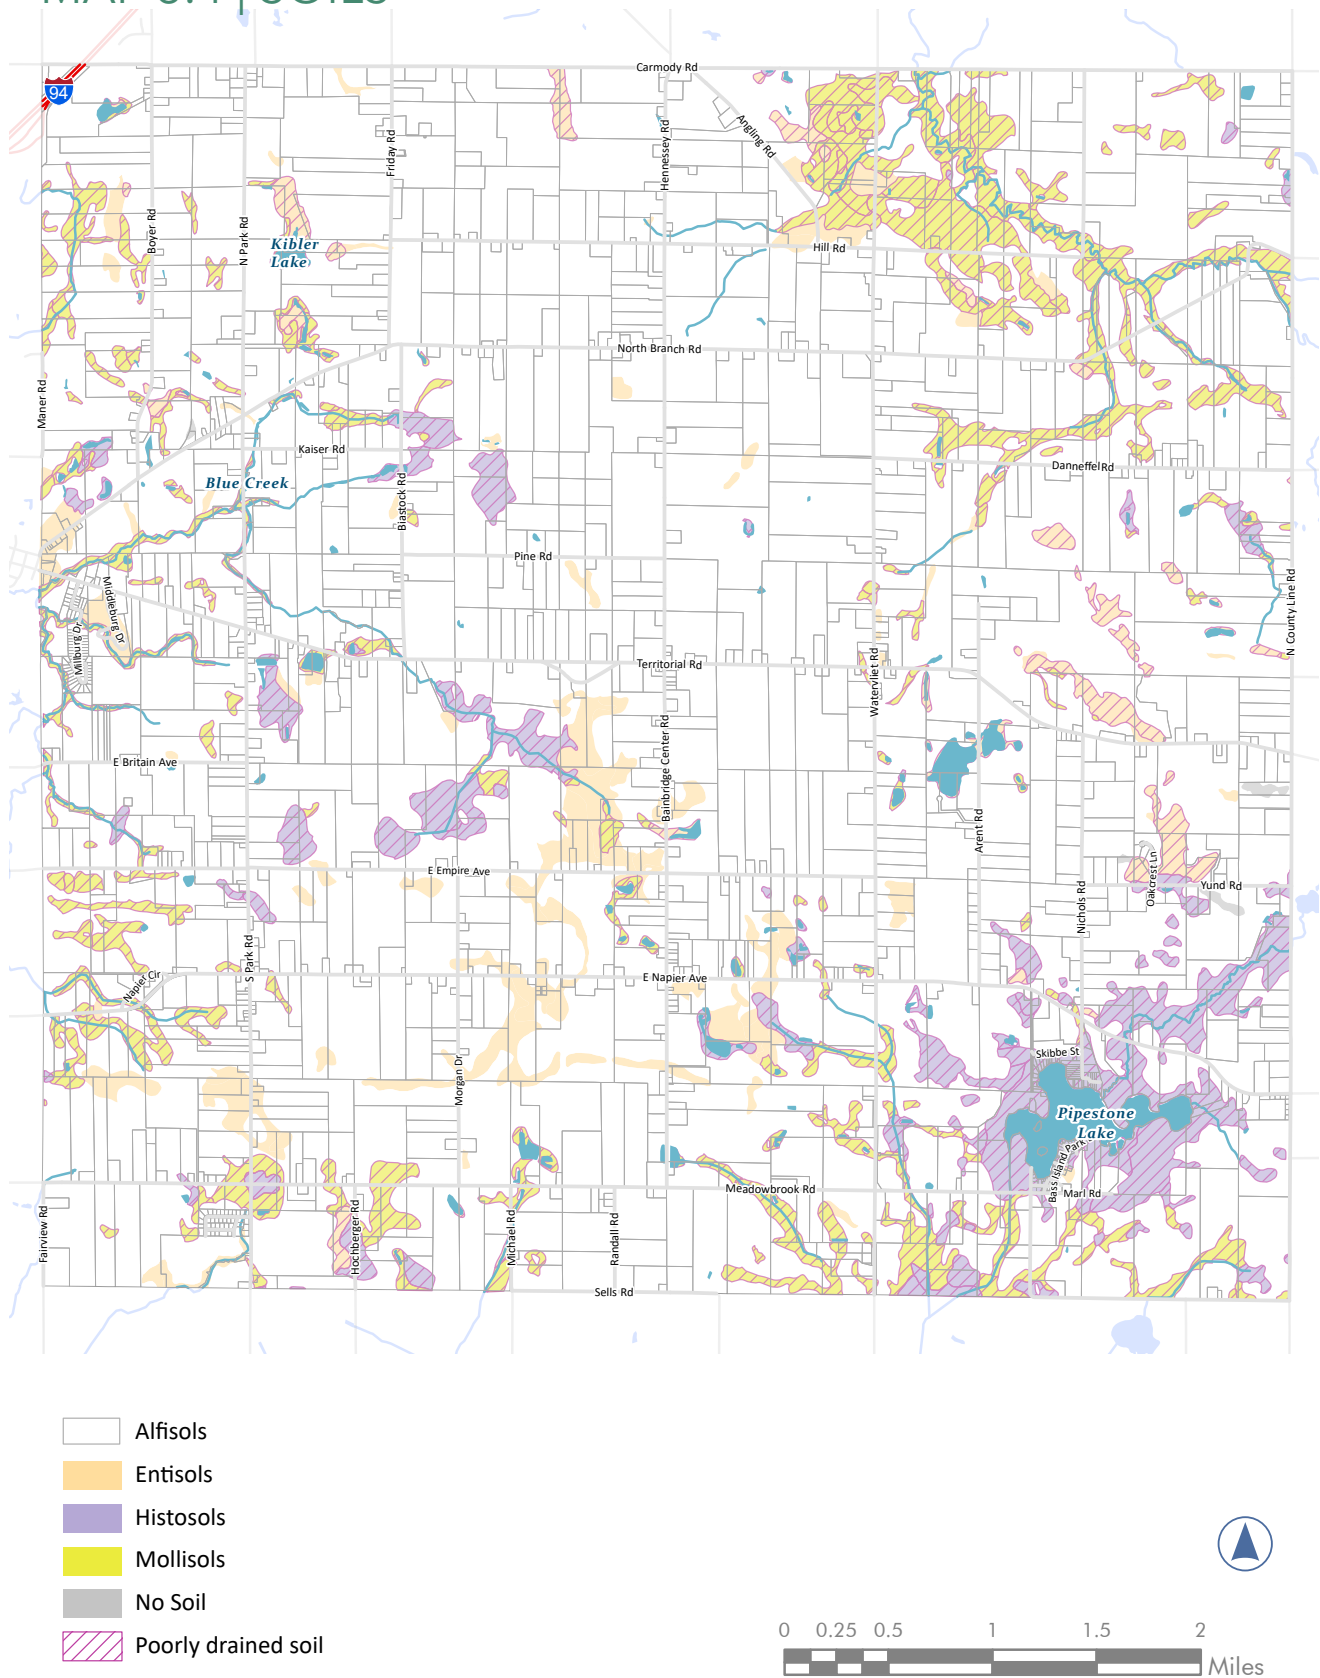 94
Carmody Rd
Angling Rd
Friday Rd
Hennessey Rd
Boyer Rd
N Park Rd
Kibler
Lake
Hill Rd
North Branch Rd
Maner Rd
Kaiser Rd
Danneffel Rd
Blue Creek
Blastock Rd
Pine Rd
Middleburg Dr
Milburg Dr
N County Line Rd
Territorial Rd
Watervliet Rd
Bainbridge Center Rd
E Britain Ave
Arent Rd
E Empire Ave
Oakcrest Ln
Yund Rd
Nichols Rd
S Park Rd
E Napier Ave
Napier Cir
Skibbe St
Morgan Dr
Pipestone
Lake
Bass Island Park
Meadowbrook Rd
Marl Rd
Fairview Rd
Hochberger Rd
Michael Rd
Randall Rd
Sells Rd
Alfisols
Entisols
Histosols
Mollisols
No Soil
Poorly drained soil
0 0.25 0.5 1 1.5 2
Miles